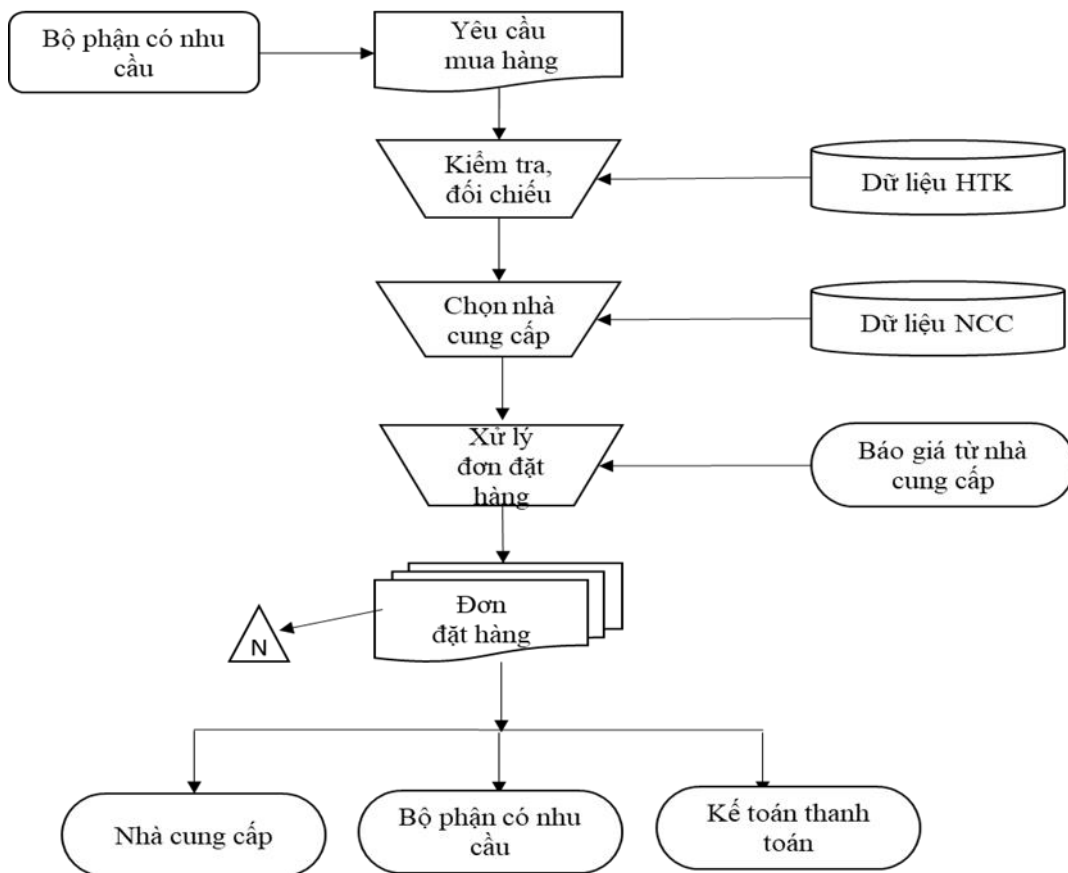 Bộ phận có nhu
cầu
Yêu cầu
mua hàng
Kiểm tra,
đối chiếu
Dữ liệu HTK
Chọn nhà
cung cấp
Dữ liệu NCC
Xử lý
đơn đặt
hàng
Báo giá từ nhà
cung cấp
Đơn
đặt hàng
N
Nhà cung cấp
Bộ phận có nhu
cầu
Kế toán thanh
toán